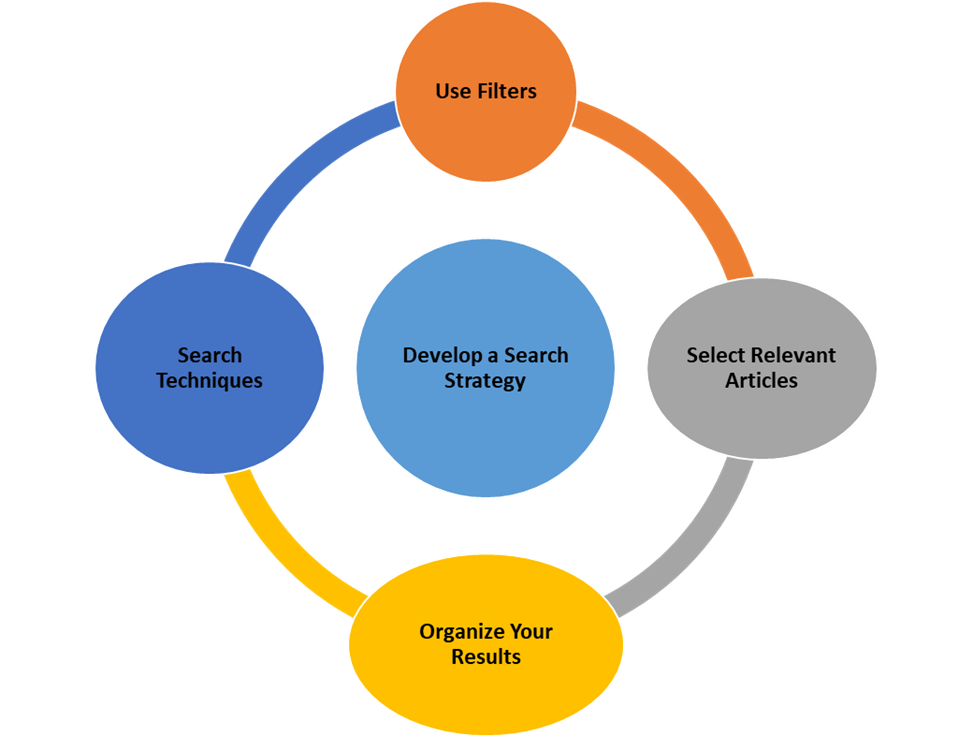 Use Filters
Search
Techniques
Develop a Search
Strategy
Select Relevant
Articles
Organize Your
Results